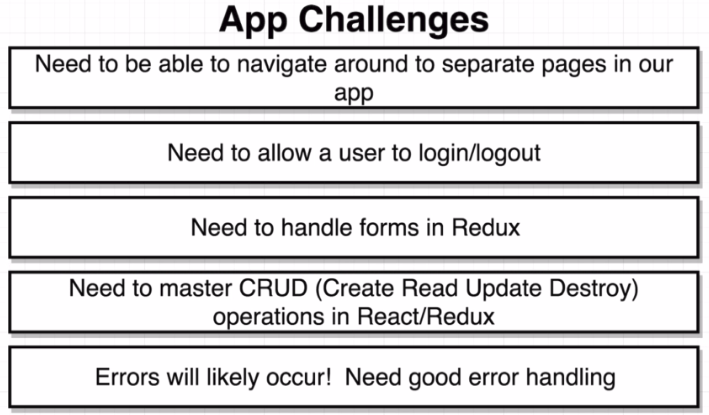 App Challenges
Need to be able to navigate around to separate pages in our
app
Need to allow a user to login/logout
Need to handle forms in Redux
Need to master CRUD (Create Read Update Destroy)
operations in React/Redux
Errors will likely occur!  Need good error handling